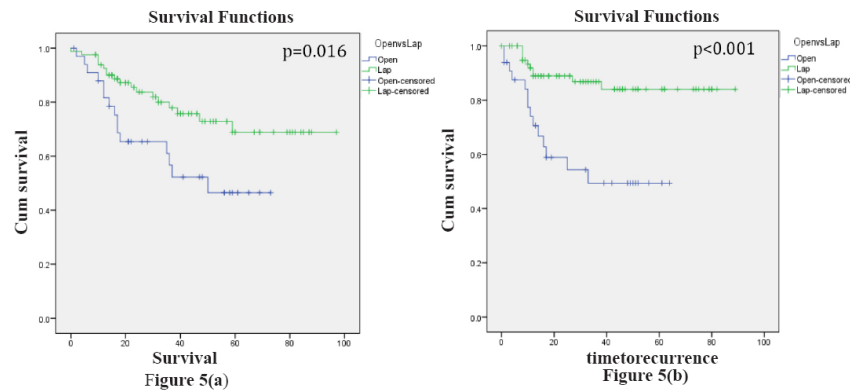 Survival Functions
p=0.016
OpenvsLap
Open
Lap
Open-censored
Lap-censored
Cum survival
1.0
0.8
0.6
0.4
0.2
0.0
0
20
40
60
80
100
Survival
Figure 5(a)
Survival Functions
p<0.001
OpenvsLap
Open
Lap
Open-censored
Lap-censored
Cum survival
1.0
0.8
0.6
0.4
0.2
0.0
0
20
40
60
80
100
timetorecurrence
Figure 5(b)